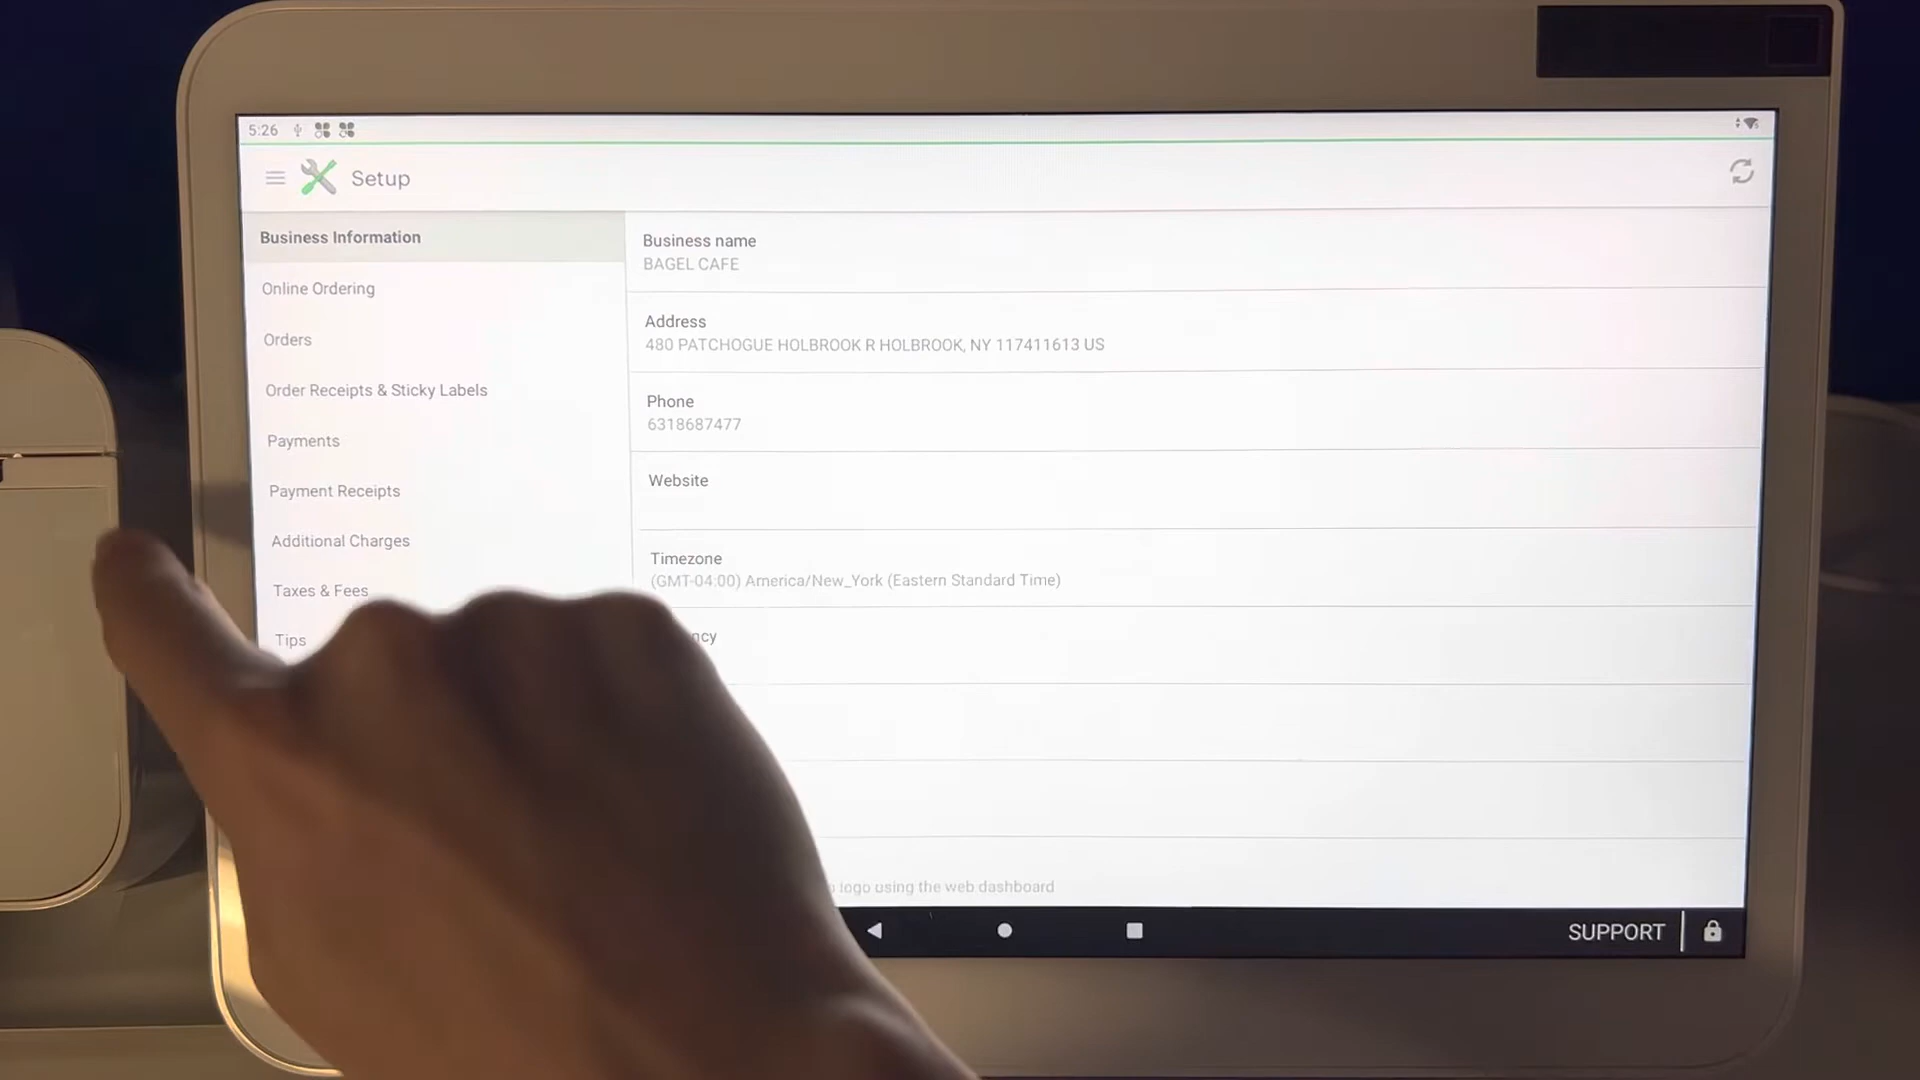 5:26
Setup
Business Information
Online Ordering
Orders
Order Receipts & Sticky Labels
Payments
Payment Receipts
Additional Charges
Taxes & Fees
Tips
Business name
BAGEL CAFE
Address
480 PATCHOGUE HOLBROOK R HOLBROOK, NY 117411613 US
Phone
6318687477
Website
Timezone
(GMT-04:00) America/New_York (Eastern Standard Time)
ncy
logo using the web dashboard
SUPPORT